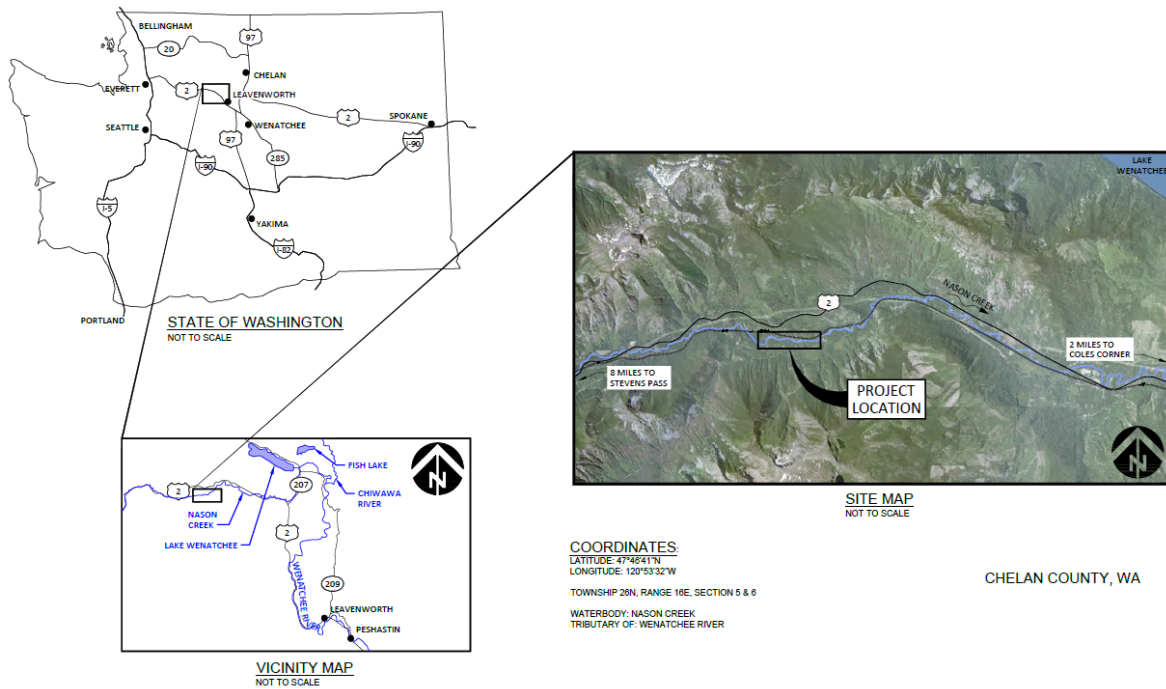 BELLINGHAM
97
20
CHELAN
EVERETT
2
LEAVENWORTH
SEATTLE
WENATCHEE
2
SPOKANE
I-90
97
I-90
285
I-5
YAKIMA
I-82
PORTLAND
STATE OF WASHINGTON
NOT TO SCALE
LAKE
WENATCHEE
NASON CREEK
2
2 MILES TO
COLES CORNER
8 MILES TO
STEVENS PASS
PROJECT
LOCATION
N
SITE MAP
NOT TO SCALE
FISH LAKE
N
2
207
CHIWAWA
RIVER
NASON
CREEK
LAKE WENATCHEE
2
WENATCHEE RIVER
209
LEAVENWORTH
PESHASTIN
VICINITY MAP
NOT TO SCALE
COORDINATES:
LATITUDE: 47°46'41"N
LONGITUDE: 120°53'32"W
TOWNSHIP 26N, RANGE 16E, SECTION 5 & 6
WATERBODY: NASON CREEK
TRIBUTARY OF: WENATCHEE RIVER
CHELAN COUNTY, WA